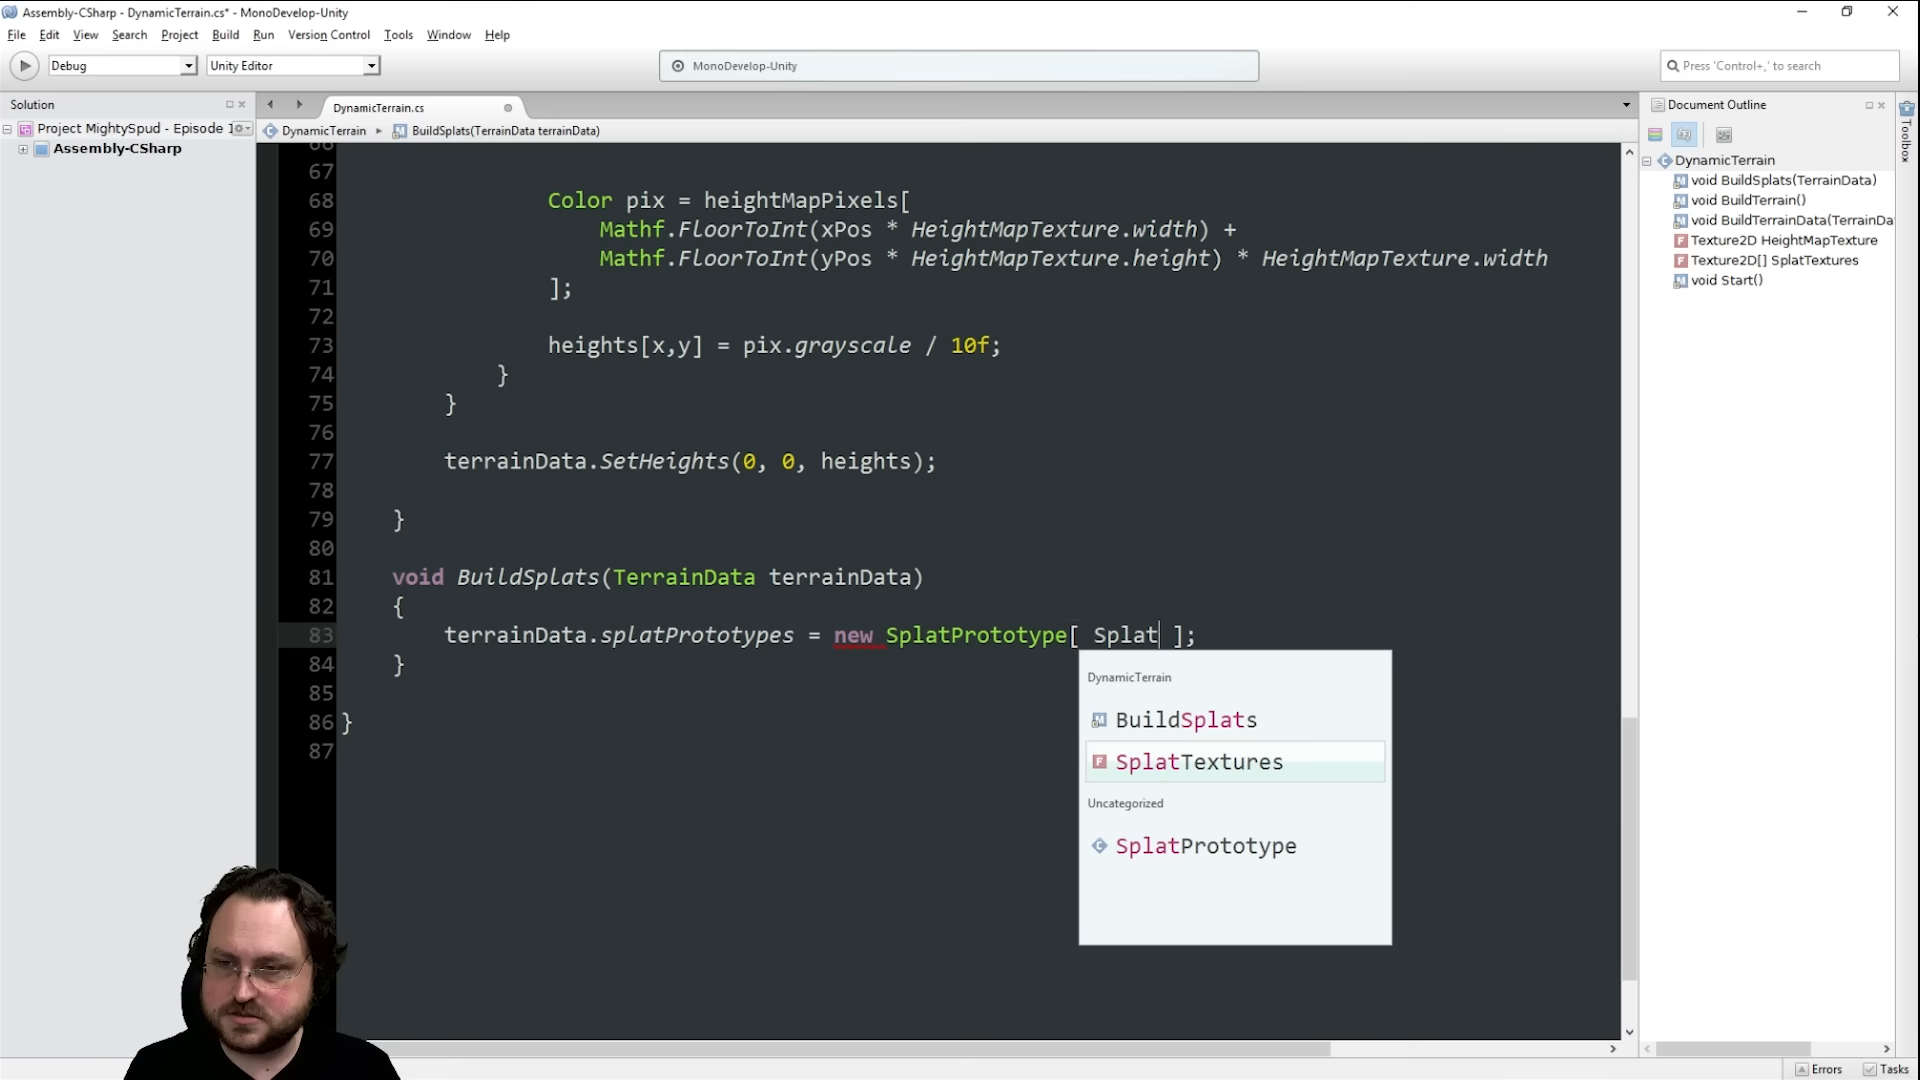 Assembly-CSharp - DynamicTerrain.cs* - MonoDevelop-Unity
File Edit View Search Project Build Run Version Control Tools Window Help
Debug Unity Editor MonoDevelop-Unity Press 'Control+,' to search
Solution DynamicTerrain.cs Document Outline
Project MightySpud - Episode 1 DynamicTerrain BuildSplats(TerrainData terrainData)
Assembly-CSharp
Toolbox
DynamicTerrain
void BuildSplats(TerrainData)
void BuildTerrain()
void BuildTerrainData(TerrainDa
Texture2D HeightMapTexture
Texture2D[] SplatTextures
void Start()
66
67
68 Color pix = heightMapPixels[
69 Mathf.FloorToInt(xPos * HeightMapTexture.width) +
70 Mathf.FloorToInt(yPos * HeightMapTexture.height) * HeightMapTexture.width
71 ];
72
73 heights[x,y] = pix.grayscale / 10f;
74 }
75 }
76
77 terrainData.SetHeights(0, 0, heights);
78
79 }
80
81 void BuildSplats(TerrainData terrainData)
82 {
83 terrainData.splatPrototypes = new SplatPrototype[ Splat ];
84 }
85
86 }
87
DynamicTerrain
BuildSplats
SplatTextures
Uncategorized
SplatPrototype
Errors Tasks